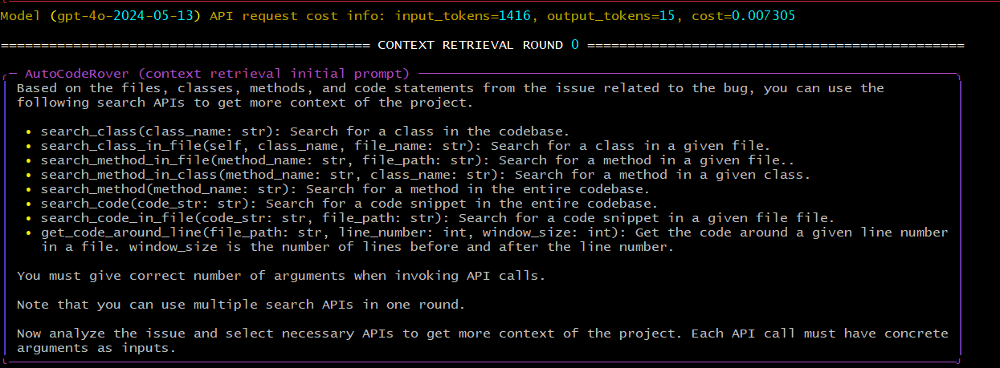 Model (gpt-4o-2024-05-13) API request cost info: input_tokens=1416, output_tokens=15, cost=0.007305
============================================== CONTEXT RETRIEVAL ROUND 0 ===============================================
AutoCodeRover (context retrieval initial prompt)
Based on the files, classes, methods, and code statements from the issue related to the bug, you can use the
following search APIs to get more context of the project.
• search_class(class_name: str): Search for a class in the codebase.
• search_class_in_file(self, class_name, file_name: str): Search for a class in a given file.
• search_method_in_file(method_name: str, file_path: str): Search for a method in a given file..
• search_method_in_class(method_name: str, class_name: str): Search for a method in a given class.
• search_method(method_name: str): Search for a method in the entire codebase.
• search_code(code_str: str): Search for a code snippet in the entire codebase.
• search_code_in_file(code_str: str, file_path: str): Search for a code snippet in a given file file.
• get_code_around_line(file_path: str, line_number: int, window_size: int): Get the code around a given line number
in a file. window_size is the number of lines before and after the line number.
You must give correct number of arguments when invoking API calls.
Note that you can use multiple search APIs in one round.
Now analyze the issue and select necessary APIs to get more context of the project. Each API call must have concrete
arguments as inputs.